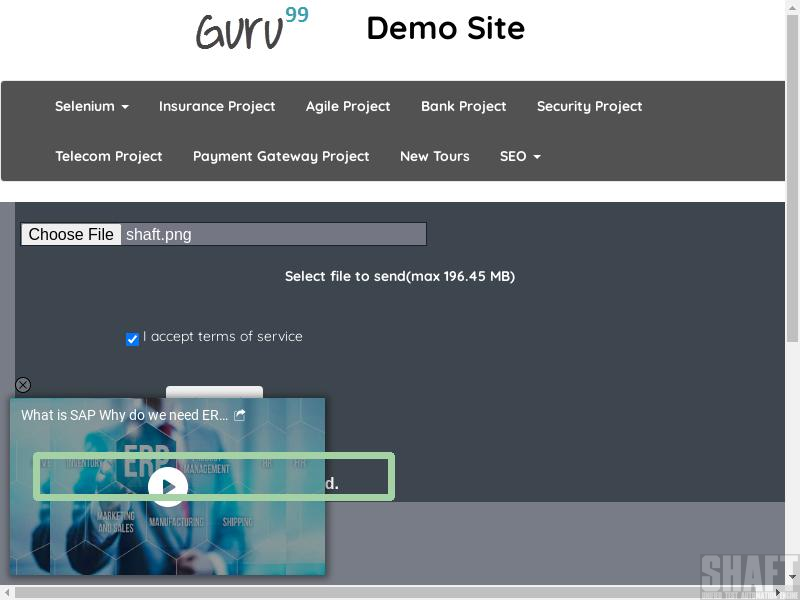 Guru99
Demo Site
Selenium
Insurance Project
Agile Project
Bank Project
Security Project
Telecom Project
Payment Gateway Project
New Tours
SEO
Choose File shaft.png
Select file to send(max 196.45 MB)
I accept terms of service
What is SAP Why do we need ER...
ERP
INVENTORY
MANAGEMENT
HR
d.
MARKETING
AND SALES
MANUFACTURING
SHIPPING
SHAFT